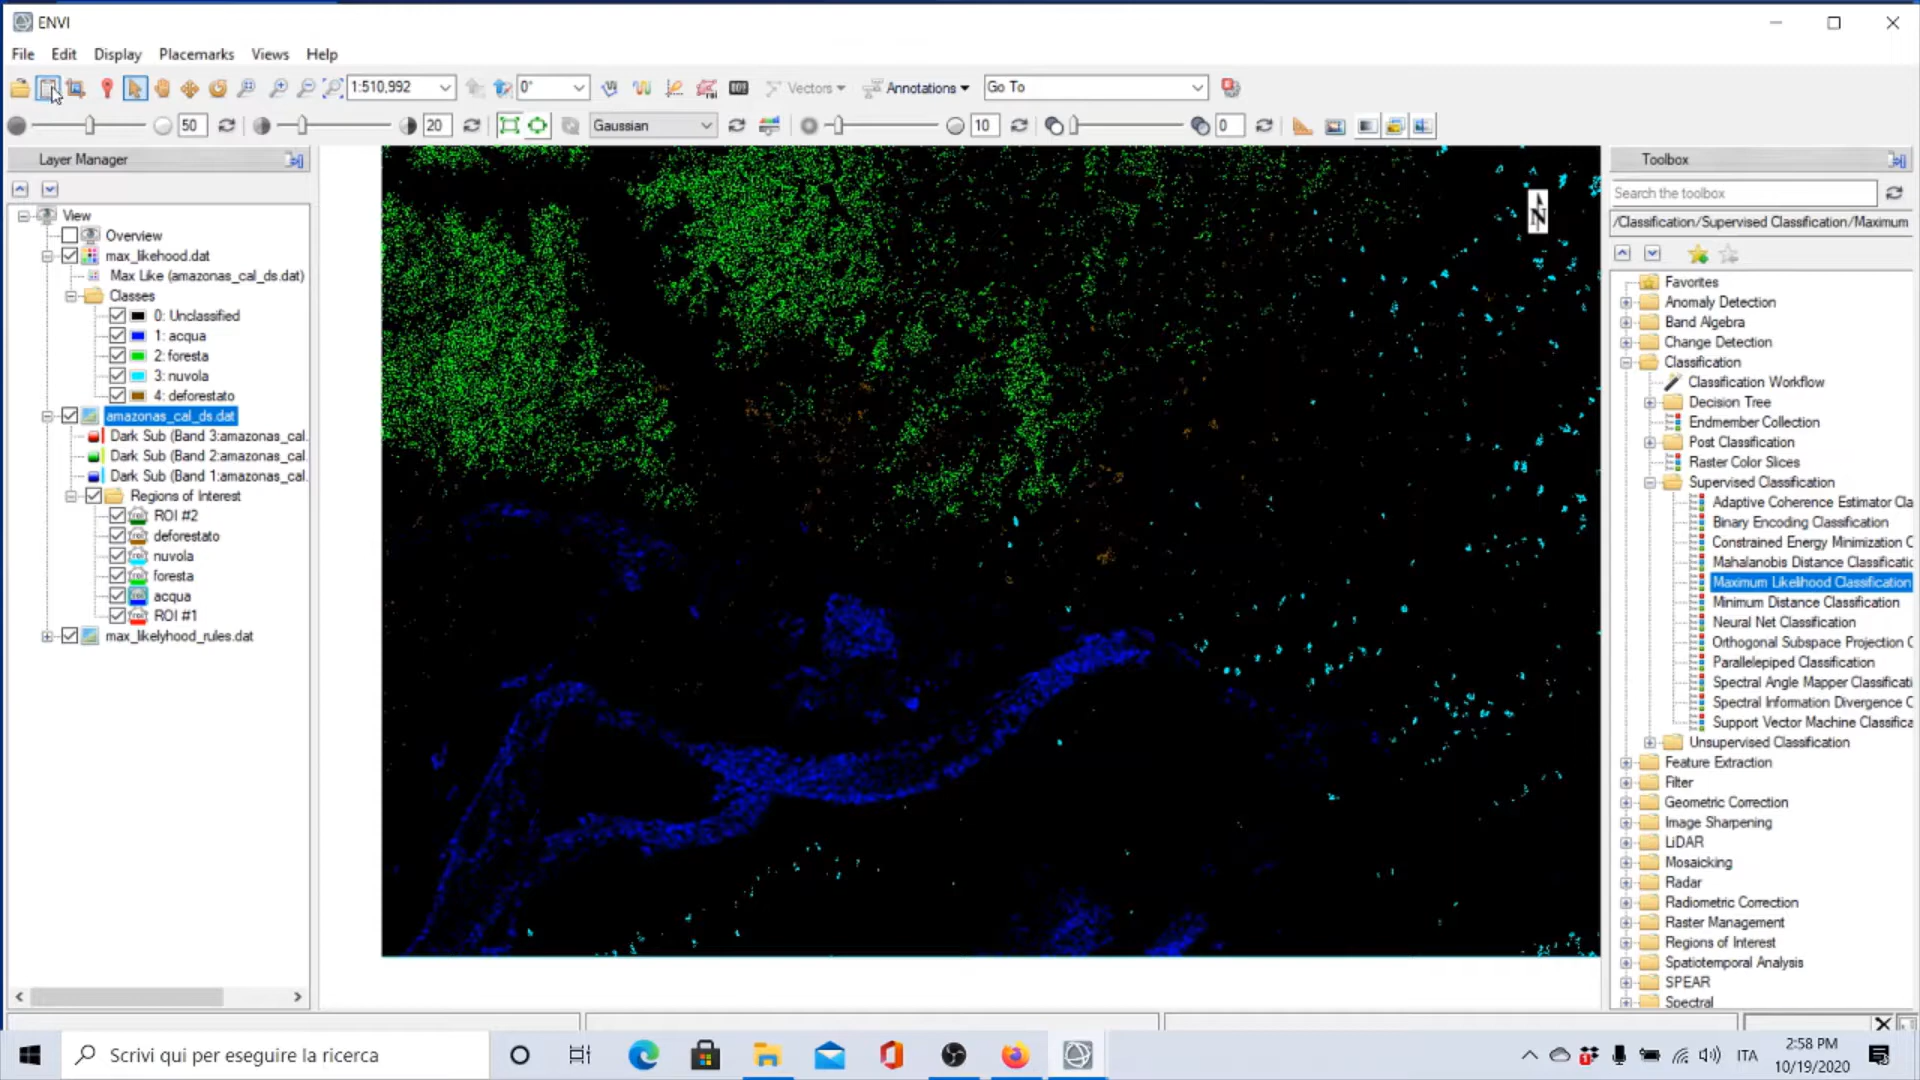 ENVI
File Edit Display Placemarks Views Help
1:510,992 0° Vectors Annotations Go To
50 20 Gaussian 10 0
Layer Manager
View
Overview
max_likehood.dat
Max Like (amazonas_cal_ds.dat)
Classes
0: Unclassified
1: acqua
2: foresta
3: nuvola
4: deforestato
amazonas_cal_ds.dat
Dark Sub (Band 3:amazonas_cal.
Dark Sub (Band 2:amazonas_cal.
Dark Sub (Band 1:amazonas_cal.
Regions of Interest
ROI #2
deforestato
nuvola
foresta
acqua
ROI #1
max_likelyhood_rules.dat
N
Toolbox
Search the toolbox
/Classification/Supervised Classification/Maximum
Favorites
Anomaly Detection
Band Algebra
Change Detection
Classification
Classification Workflow
Decision Tree
Endmember Collection
Post Classification
Raster Color Slices
Supervised Classification
Adaptive Coherence Estimator Cla
Binary Encoding Classification
Constrained Energy Minimization C
Mahalanobis Distance Classificatic
Maximum Likelihood Classification
Minimum Distance Classification
Neural Net Classification
Orthogonal Subspace Projection C
Parallelepiped Classification
Spectral Angle Mapper Classificati
Spectral Information Divergence C
Support Vector Machine Classifica
Unsupervised Classification
Feature Extraction
Filter
Geometric Correction
Image Sharpening
LiDAR
Mosaicking
Radar
Radiometric Correction
Raster Management
Regions of Interest
Spatiotemporal Analysis
SPEAR
Spectral
Scrivi qui per eseguire la ricerca
ITA
2:58 PM
10/19/2020